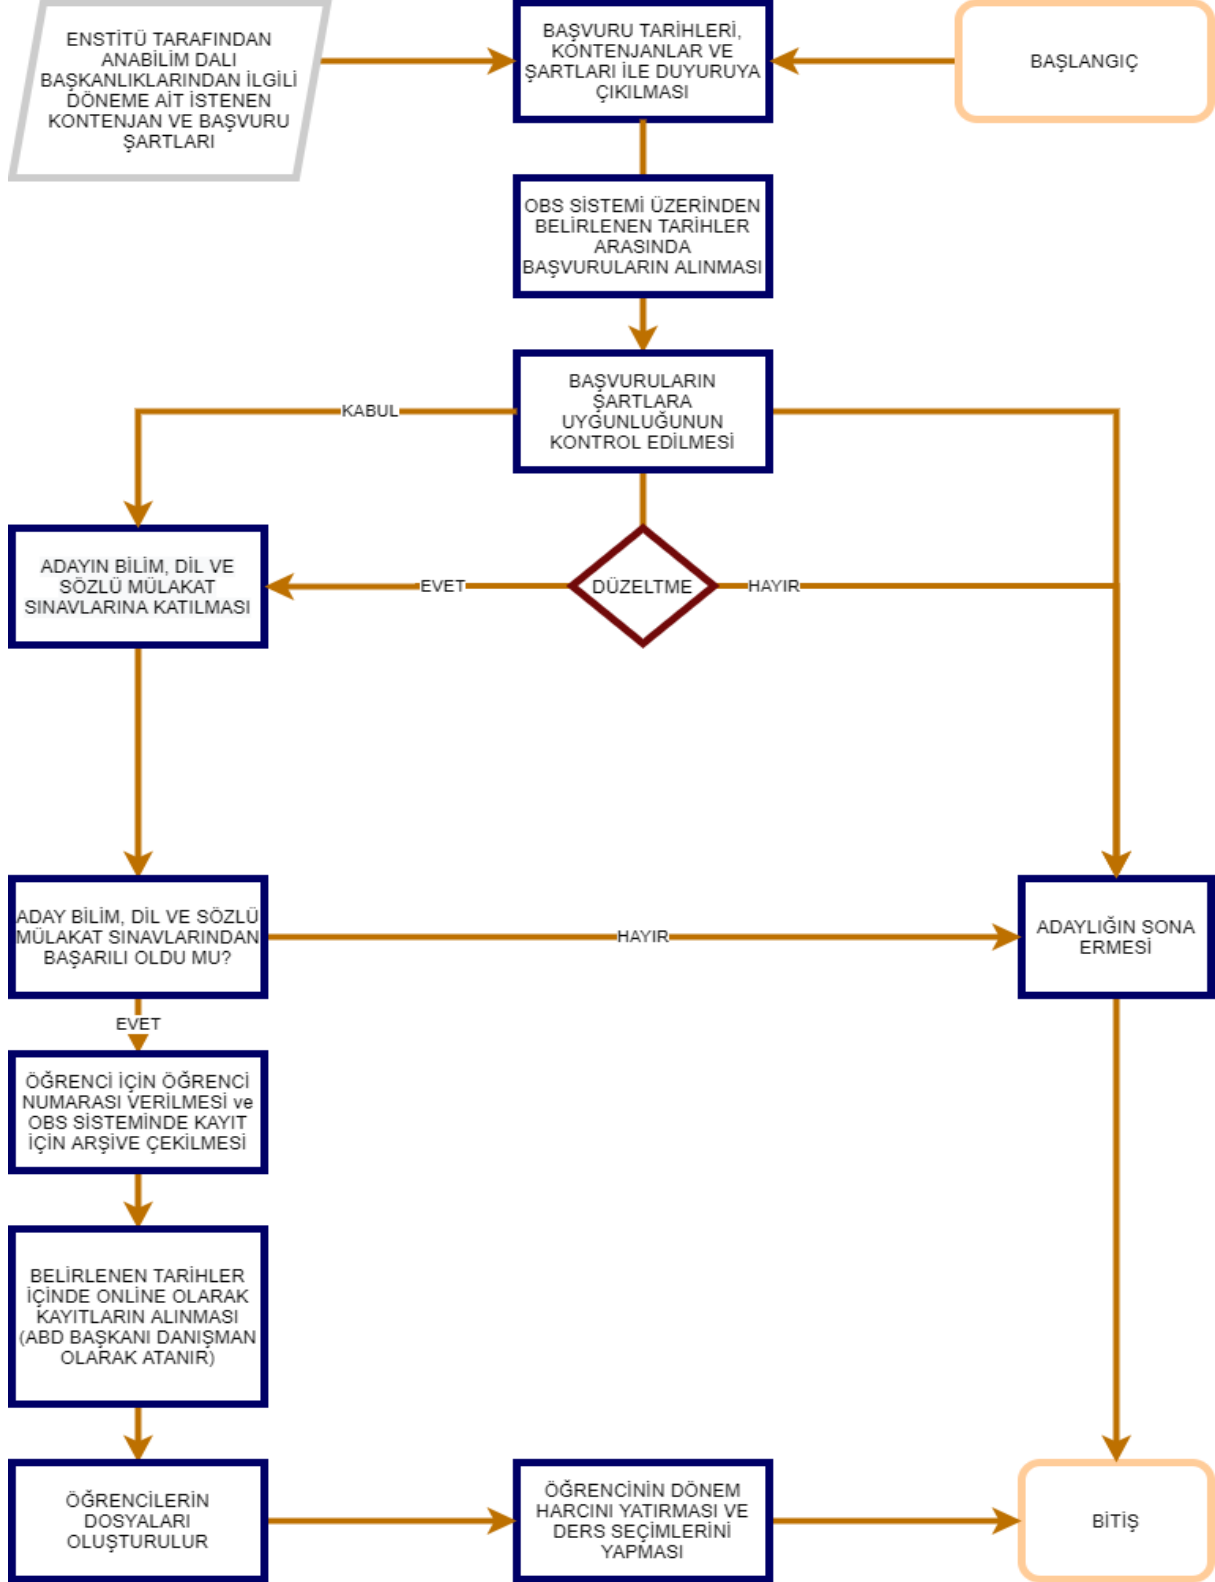 ENSTİTÜ TARAFINDAN
ANABİLİM DALI
BAŞKANLIKLARINDAN İLGİLİ
DÖNEME AİT İSTENEN
KONTENJAN VE BAŞVURU
ŞARTLARI
BAŞVURU TARİHLERİ,
KONTENJANLAR VE
ŞARTLARI İLE DUYURUYA
ÇIKILMASI
BAŞLANGIÇ
OBS SİSTEMİ ÜZERİNDEN
BELİRLENEN TARİHLER
ARASINDA
BAŞVURULARIN ALINMASI
BAŞVURULARIN
ŞARTLARA
UYGUNLUĞUNUN
KONTROL EDİLMESİ
KABUL
ADAYIN BİLİM, DİL VE
SÖZLÜ MÜLAKAT
SINAVLARINA KATILMASI
EVET
DÜZELTME
HAYIR
ADAY BİLİM, DİL VE SÖZLÜ
MÜLAKAT SINAVLARINDAN
BAŞARILI OLDU MU?
HAYIR
ADAYLIĞIN SONA
ERMESİ
EVET
ÖĞRENCİ İÇİN ÖĞRENCİ
NUMARASI VERİLMESİ ve
OBS SİSTEMİNDE KAYIT
İÇİN ARŞİVE ÇEKİLMESİ
BELİRLENEN TARİHLER
İÇİNDE ONLINE OLARAK
KAYITLARIN ALINMASI
(ABD BAŞKANI DANIŞMAN
OLARAK ATANIR)
ÖĞRENCİLERİN
DOSYALARI
OLUŞTURULUR
ÖĞRENCİNİN DÖNEM
HARCINI YATIRMASI VE
DERS SEÇİMLERİNİ
YAPMASI
BİTİŞ